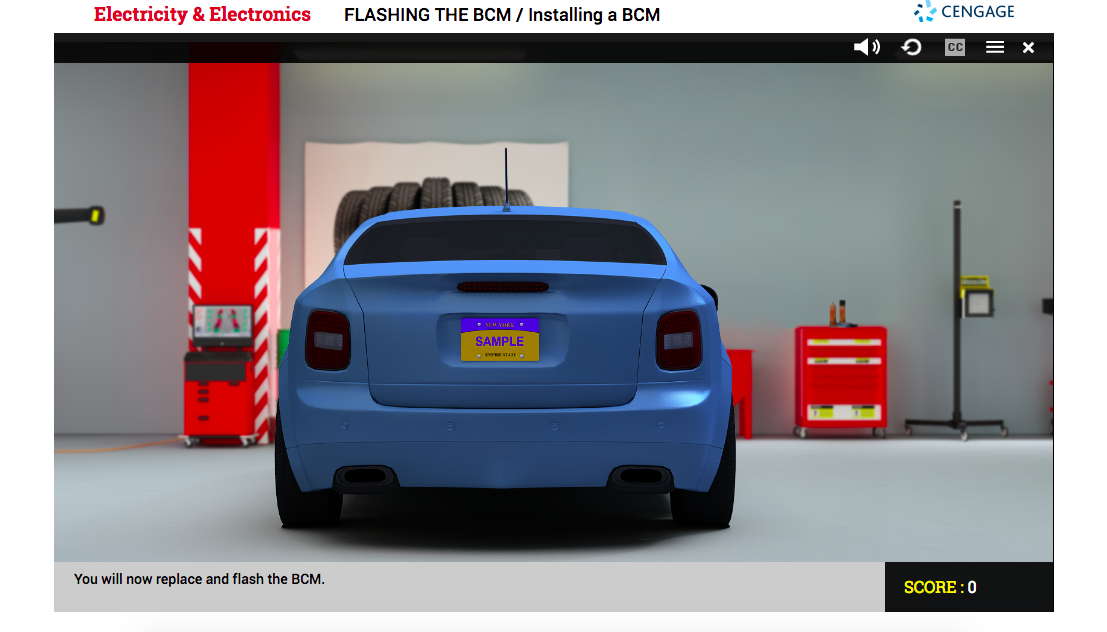 Electricity & Electronics FLASHING THE BCM / Installing a BCM CENGAGE
CC
NEW YORK
SAMPLE
EMPIRE STATE
You will now replace and flash the BCM.
SCORE : 0